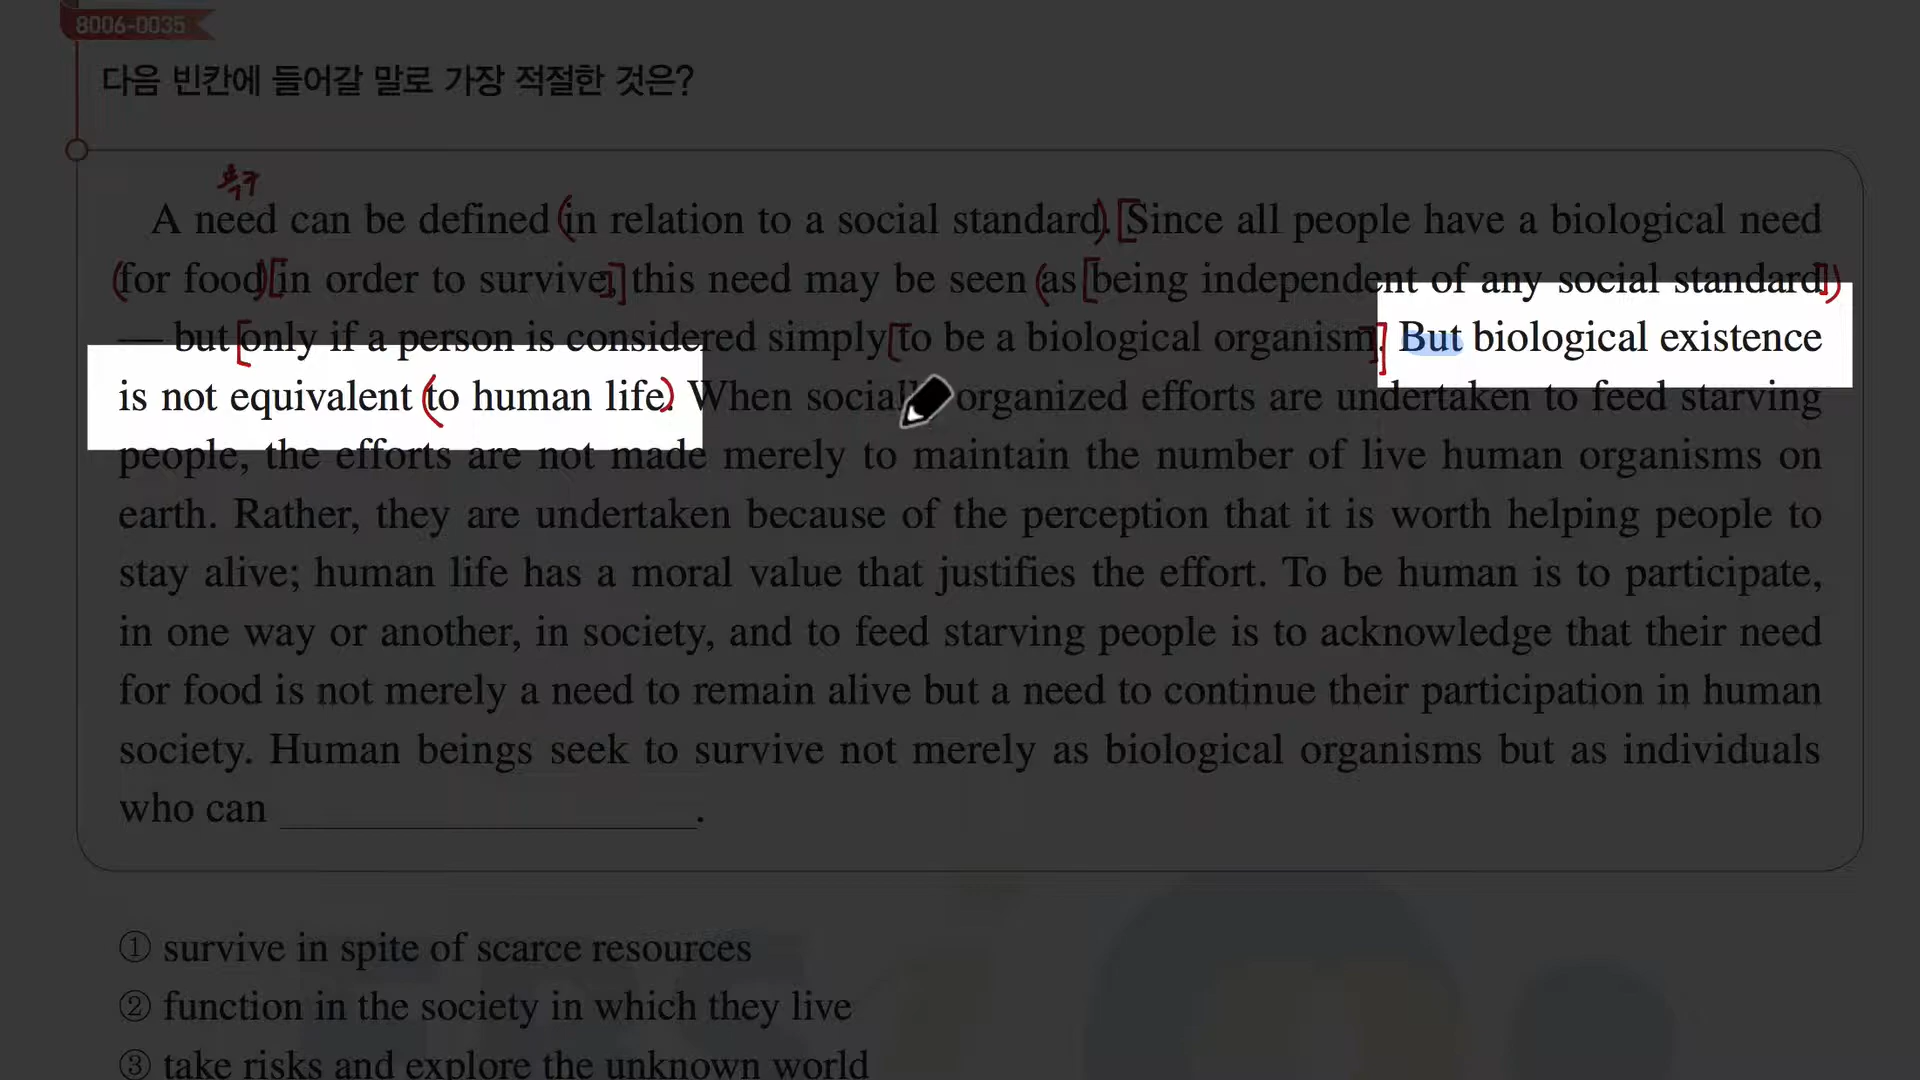 8006-0035
다음 빈칸에 들어갈 말로 가장 적절한 것은?
욕구
A need can be defined (in relation to a social standard). [Since all people have a biological need
(for food) [in order to survive,]] this need may be seen (as [being independent of any social standard])
— but [only if a person is considered simply [to be a biological organism.]] But biological existence
is not equivalent (to human life.) When socially organized efforts are undertaken to feed starving
people, the efforts are not made merely to maintain the number of live human organisms on
earth. Rather, they are undertaken because of the perception that it is worth helping people to
stay alive; human life has a moral value that justifies the effort. To be human is to participate,
in one way or another, in society, and to feed starving people is to acknowledge that their need
for food is not merely a need to remain alive but a need to continue their participation in human
society. Human beings seek to survive not merely as biological organisms but as individuals
who can ____________________.
① survive in spite of scarce resources
② function in the society in which they live
③ take risks and explore the unknown world